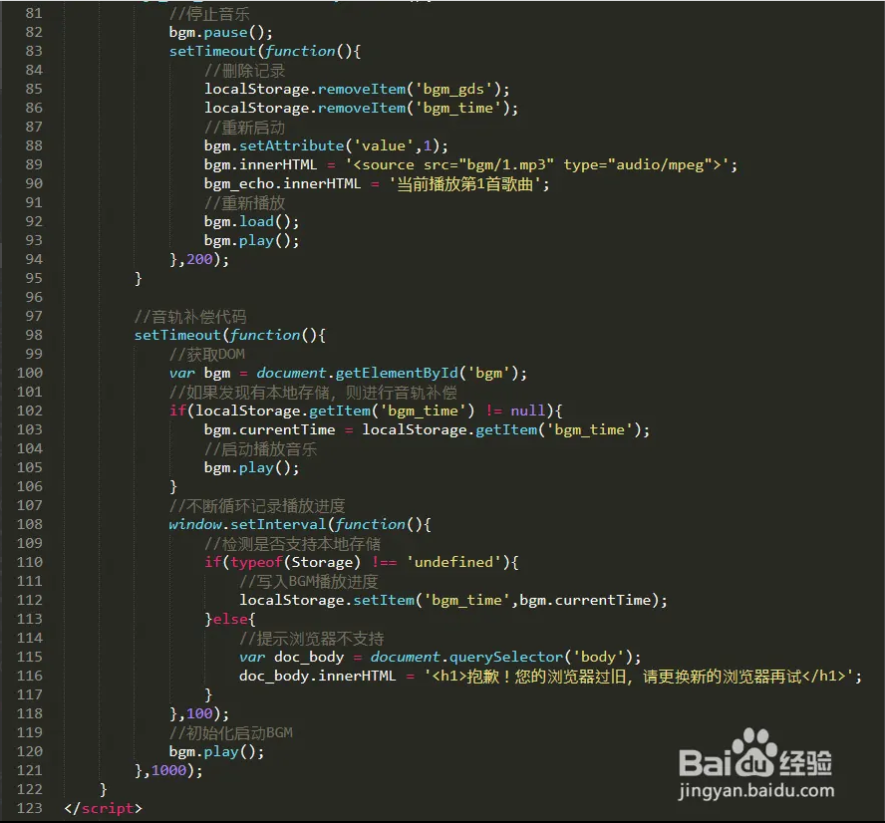 81 //停止音乐
82 bgm.pause();
83 setTimeout(function(){
84 //删除记录
85 localStorage.removeItem('bgm_gds');
86 localStorage.removeItem('bgm_time');
87 //重新启动
88 bgm.setAttribute('value',1);
89 bgm.innerHTML = '<source src="bgm/1.mp3" type="audio/mpeg">';
90 bgm_echo.innerHTML = '当前播放第1首歌曲';
91 //重新播放
92 bgm.load();
93 bgm.play();
94 },200);
95 }
96
97 //音轨补偿代码
98 setTimeout(function(){
99 //获取DOM
100 var bgm = document.getElementById('bgm');
101 //如果发现有本地存储，则进行音轨补偿
102 if(localStorage.getItem('bgm_time') != null){
103 bgm.currentTime = localStorage.getItem('bgm_time');
104 //启动播放音乐
105 bgm.play();
106 }
107 //不断循环记录播放进度
108 window.setInterval(function(){
109 //检测是否支持本地存储
110 if(typeof(Storage) !== 'undefined'){
111 //写入BGM播放进度
112 localStorage.setItem('bgm_time',bgm.currentTime);
113 }else{
114 //提示浏览器不支持
115 var doc_body = document.querySelector('body');
116 doc_body.innerHTML = '<h1>抱歉！您的浏览器过旧，请更换新的浏览器再试</h1>';
117 }
118 },100);
119 //初始化启动BGM
120 bgm.play();
121 },1000);
122 }
123 </script>
Baidu经验
jingyan.baidu.com